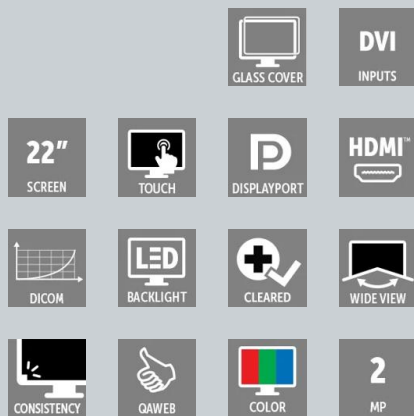 GLASS COVER
DVI
INPUTS
22"
SCREEN
TOUCH
DISPLAYPORT
HDMI™
DICOM
LED
BACKLIGHT
CLEARED
WIDE VIEW
CONSISTENCY
QAWEB
COLOR
2
MP